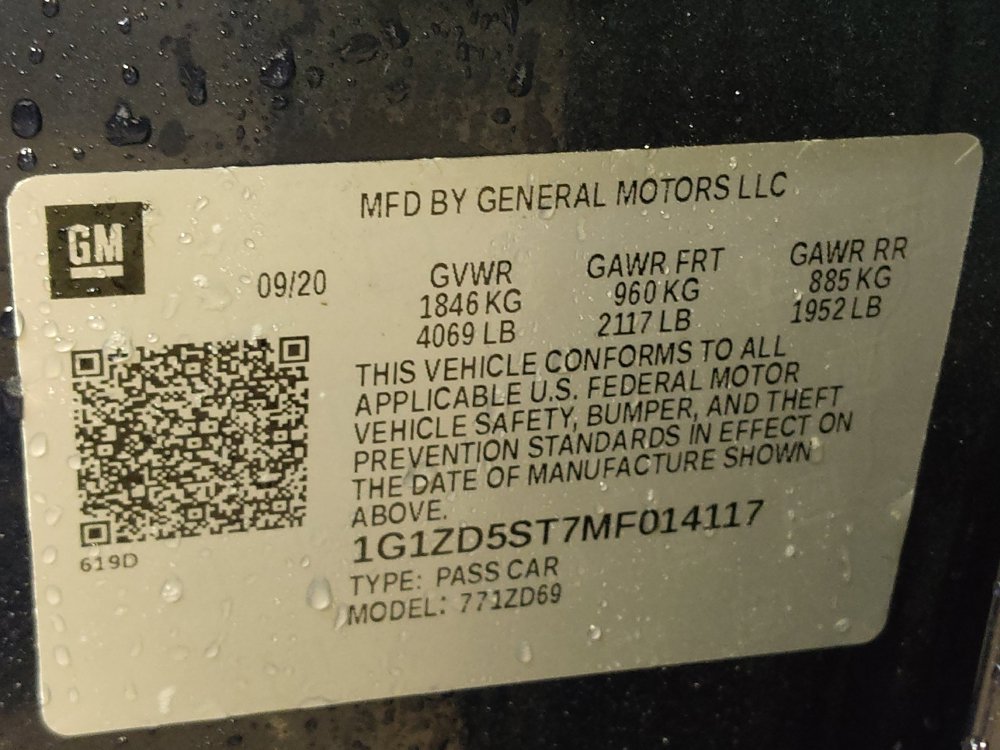 MFD BY GENERAL MOTORS LLC
GM
09/20
GVWR
1846 KG
4069 LB
GAWR FRT
960 KG
2117 LB
GAWR RR
885 KG
1952 LB
THIS VEHICLE CONFORMS TO ALL
APPLICABLE U.S. FEDERAL MOTOR
VEHICLE SAFETY, BUMPER, AND THEFT
PREVENTION STANDARDS IN EFFECT ON
THE DATE OF MANUFACTURE SHOWN
ABOVE.
1G1ZD5ST7MF014117
619D
TYPE: PASS CAR
MODEL: 771ZD69